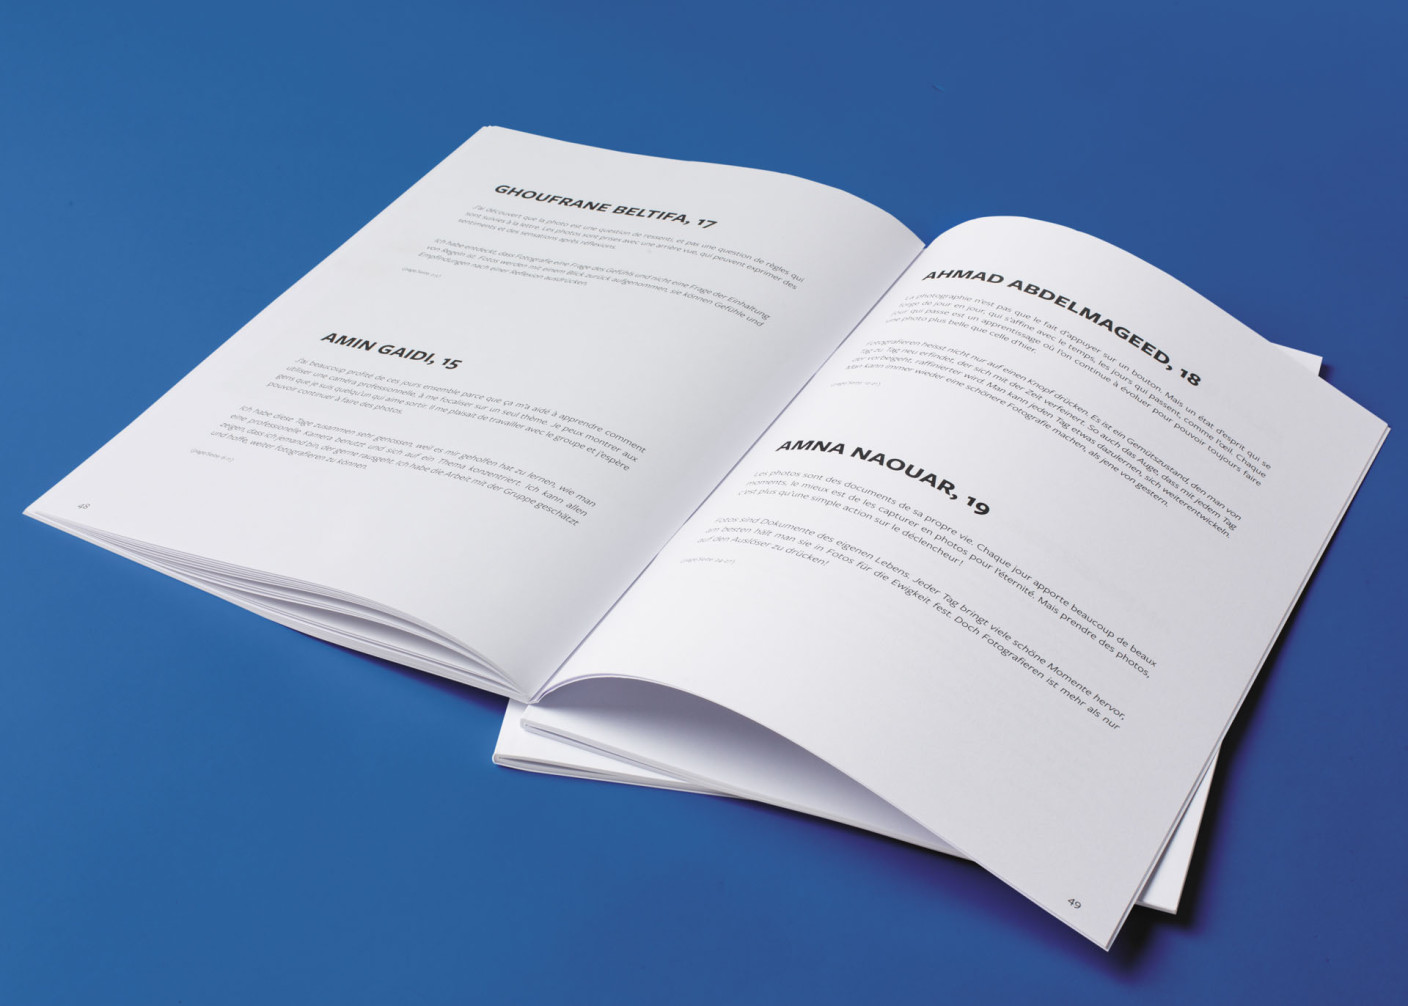 GHOUFRANE BELTIFA, 17
J'ai découvert que la photo est une question de ressenti, et pas une question de règles, qui
sont suivies à la lettre. Les photos sont prises avec une arrière vue, qui peuvent exprimer des
sentiments et des sensations après réflexions.
Ich habe entdeckt, dass Fotografie eine Frage des Gefühls und nicht eine Frage der Einhaltung
von Regeln ist. Fotos werden mit einem Blick zurück aufgenommen, sie können Gefühle und
Empfindungen nach einer Reflexion ausdrücken.
AMIN GAIDI, 15
J'ai beaucoup profité de ces jours ensemble parce que ça m'a aidé à apprendre comment
utiliser une caméra professionnelle, à me focaliser sur un seul thème. Je peux montrer aux
gens que je suis quelqu'un qui aime sortir. Il me plaisait de travailler avec le groupe et j'espère
pouvoir continuer à faire des photos.
Ich habe diese Tage zusammen sehr genossen, weil es mir geholfen hat zu lernen, wie man
eine professionelle Kamera benutzt und sich auf ein Thema konzentriert. Ich kann allen
zeigen, dass ich jemand bin, der gerne rausgeht. Ich habe die Arbeit mit der Gruppe geschätzt
und hoffe, weiter fotografieren zu können.
48
AHMAD ABDELMAGEED, 18
La photographie n'est pas que le fait d'appuyer sur un bouton. Mais un état d'esprit qui se
forge de jour en jour, qui s'affine avec le temps, les jours qui passent, comme l'œil. Chaque
jour qui passe est un apprentissage où l'on continue à évoluer pour pouvoir toujours faire
une photo plus belle que celle d'hier.
Fotografieren heisst nicht nur auf einen Knopf drücken. Es ist ein Gemütszustand, den man von
Tag zu Tag neu erfindet, der sich mit der Zeit verfeinert. So auch das Auge, dass mit jedem Tag
der vorbeigeht, raffinierter wird. Man kann jeden Tag etwas dazulernen, sich weiterentwickeln.
Man kann immer wieder eine schönere Fotografie machen, als jene von gestern.
AMNA NAOUAR, 19
Les photos sont des documents de sa propre vie. Chaque jour apporte beaucoup de beaux
moments, le mieux est de les capturer en photos pour l'éternité. Mais prendre des photos,
c'est plus qu'une simple action sur le déclencheur!
Fotos sind Dokumente des eigenen Lebens. Jeder Tag bringt viele schöne Momente hervor,
am besten hält man sie in Fotos für die Ewigkeit fest. Doch Fotografieren ist mehr als nur
auf den Auslöser zu drücken!
49